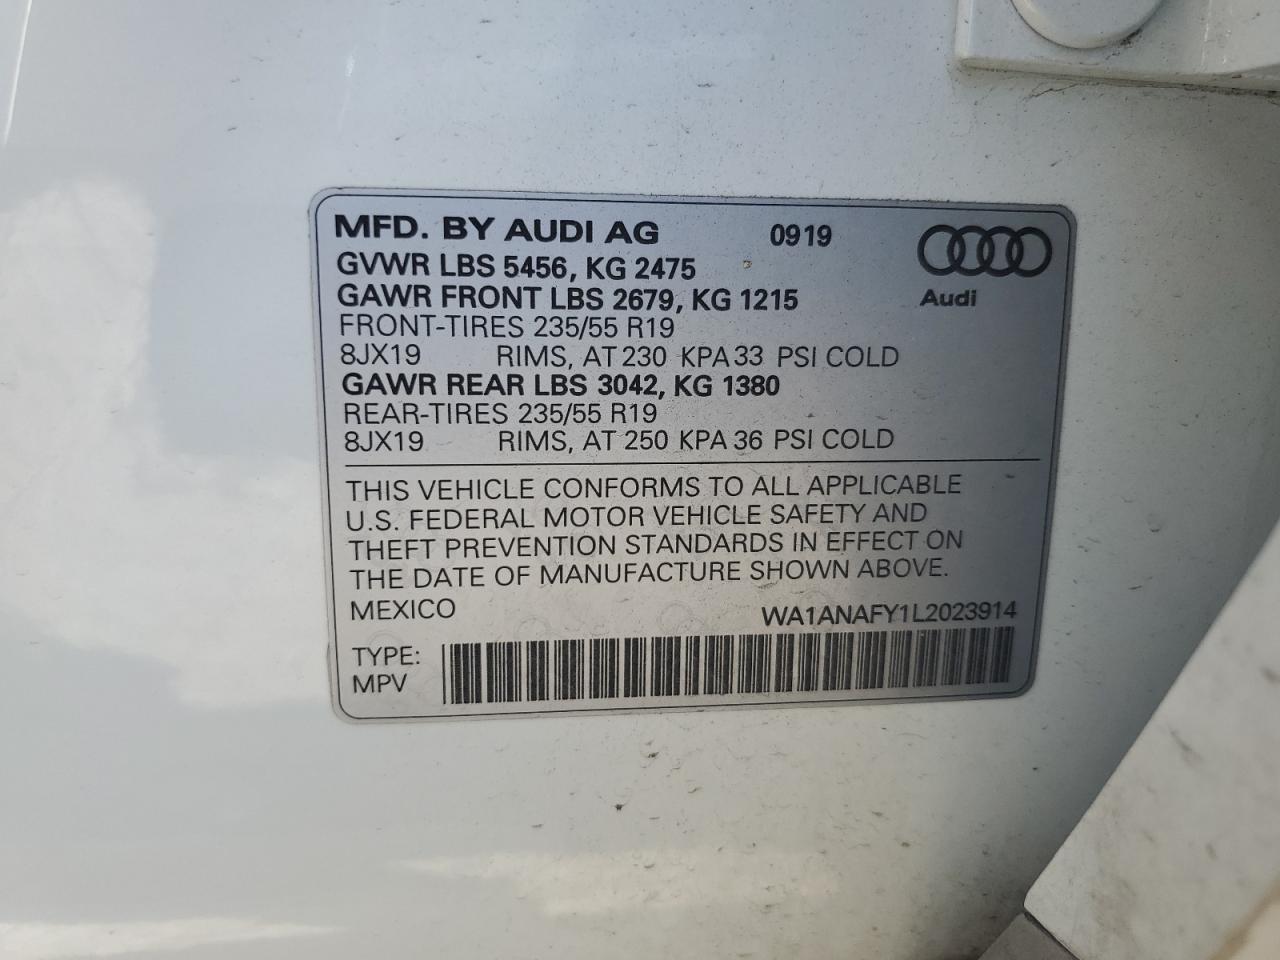 MFD. BY AUDI AG 0919
GVWR LBS 5456, KG 2475
GAWR FRONT LBS 2679, KG 1215
Audi
FRONT-TIRES 235/55 R19
8JX19 RIMS, AT 230 KPA 33 PSI COLD
GAWR REAR LBS 3042, KG 1380
REAR-TIRES 235/55 R19
8JX19 RIMS, AT 250 KPA 36 PSI COLD
THIS VEHICLE CONFORMS TO ALL APPLICABLE
U.S. FEDERAL MOTOR VEHICLE SAFETY AND
THEFT PREVENTION STANDARDS IN EFFECT ON
THE DATE OF MANUFACTURE SHOWN ABOVE.
MEXICO WA1ANAFY1L2023914
TYPE:
MPV